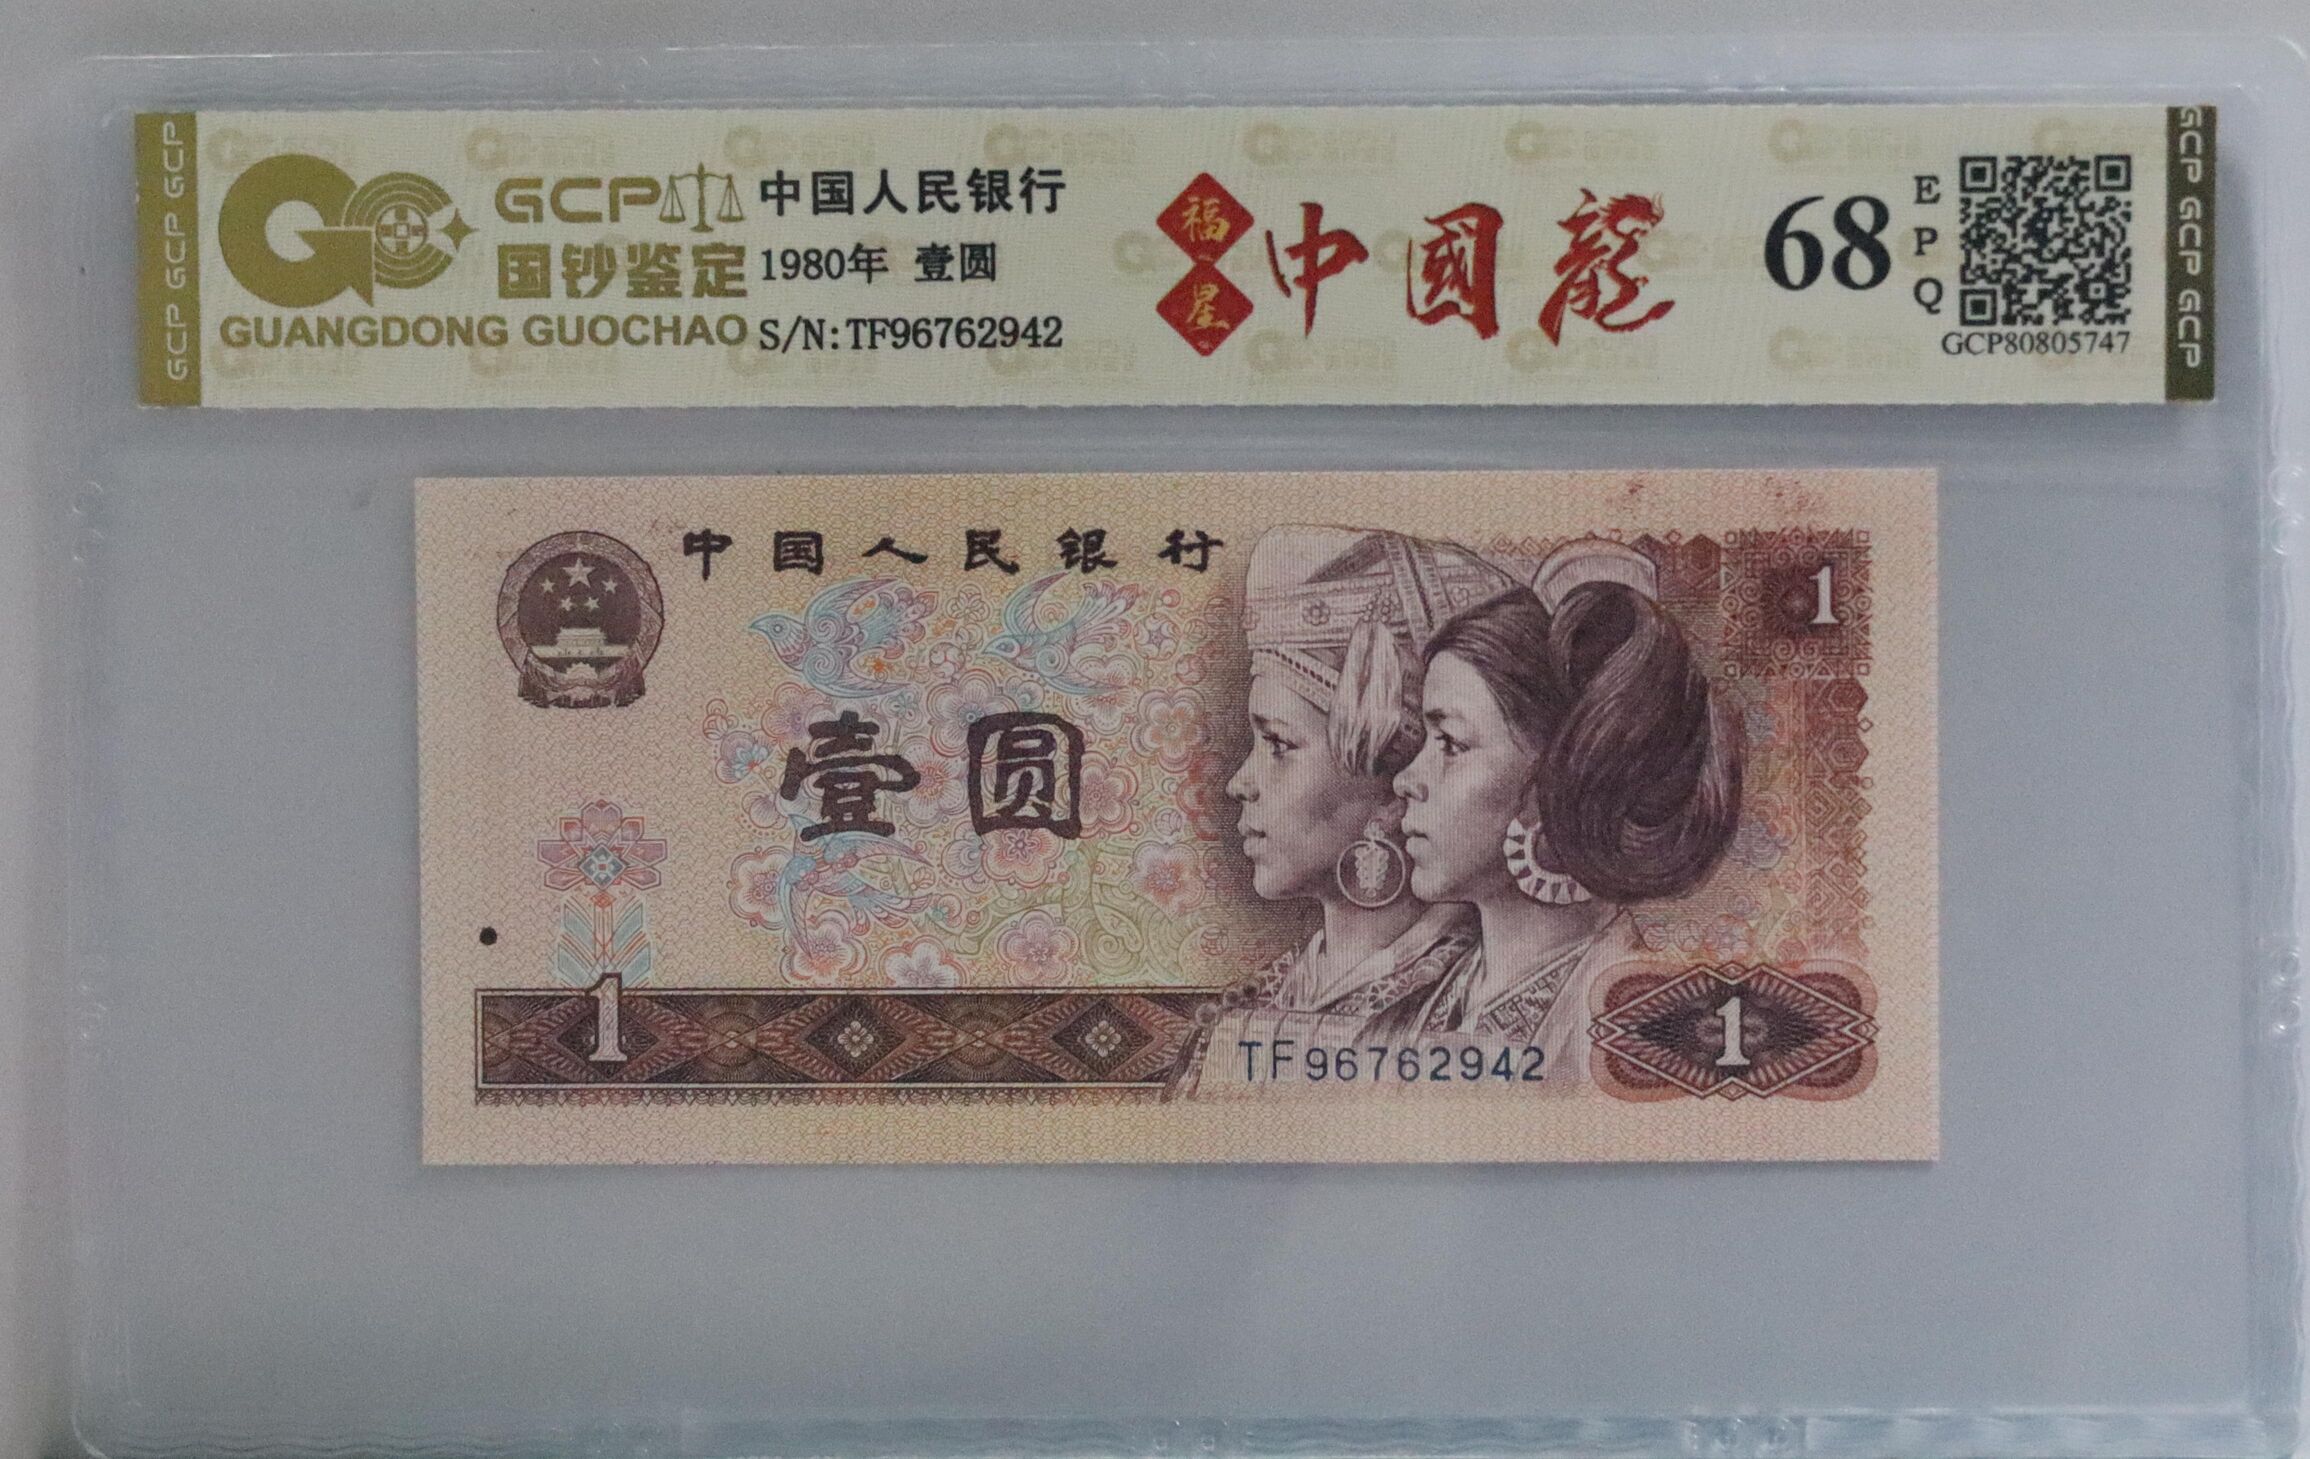 GCP GCP GCP
GCP
国钞鉴定
GUANGDONG GUOCHAO
中国人民银行
1980年 壹圆
S/N:TF96762942
福星
中國龍
68
EPQ
GCP80805747
GCP GCP GCP
中国人民银行
1
壹圆
1
TF96762942
1